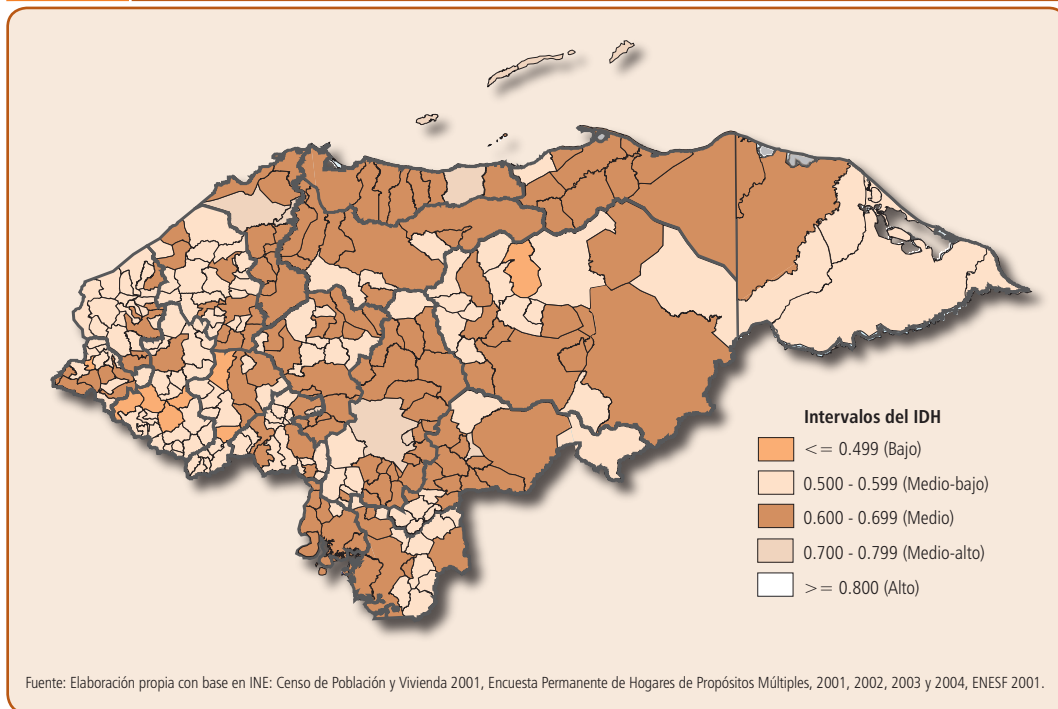 Intervalos del IDH
<= 0.499 (Bajo)
0.500 - 0.599 (Medio-bajo)
0.600 - 0.699 (Medio)
0.700 - 0.799 (Medio-alto)
>= 0.800 (Alto)
Fuente: Elaboración propia con base en INE: Censo de Población y Vivienda 2001, Encuesta Permanente de Hogares de Propósitos Múltiples, 2001, 2002, 2003 y 2004, ENESF 2001.